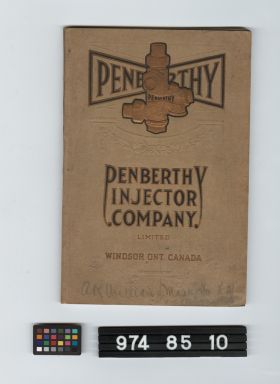 PENBERTHY
PENBERTHY
PENBERTHY
INJECTOR
COMPANY.
LIMITED
WINDSOR, ONT. CANADA
974 85 10